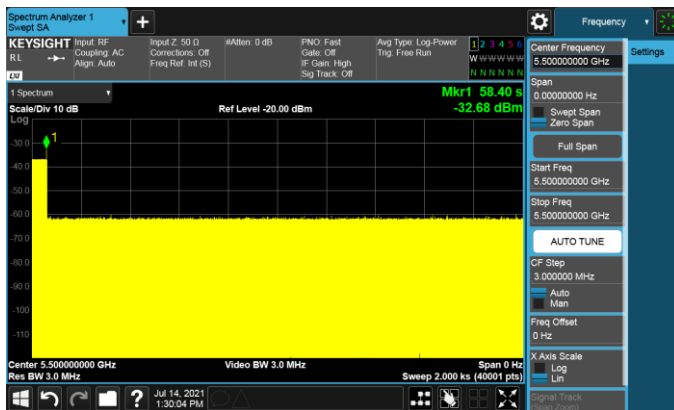 Spectrum Analyzer 1
Swept SA
Frequency
KEYSIGHT
RL
LXI
Input: RF
Coupling: AC
Align: Auto
Input Z: 50 Ω
Corrections: Off
Freq Ref: Int (S)
#Atten: 0 dB
PNO: Fast
Gate: Off
IF Gain: High
Sig Track: Off
Avg Type: Log-Power
Trig: Free Run
1 2 3 4 5 6
W W W W W W
N N N N N N
1 Spectrum
Scale/Div 10 dB
Ref Level -20.00 dBm
Mkr1 58.40 s
-32.68 dBm
Log
1
-30.0
-40.0
-50.0
-60.0
-70.0
-80.0
-90.0
-100
-110
Center 5.500000000 GHz
Res BW 3.0 MHz
Video BW 3.0 MHz
Span 0 Hz
Sweep 2.000 ks (40001 pts)
Jul 14, 2021
1:30:04 PM
Center Frequency
5.500000000 GHz
Settings
Span
0.00000000 Hz
Swept Span
Zero Span
Full Span
Start Freq
5.500000000 GHz
Stop Freq
5.500000000 GHz
AUTO TUNE
CF Step
3.000000 MHz
Auto
Man
Freq Offset
0 Hz
X Axis Scale
Log
Lin
Signal Track
(Span Zoom)